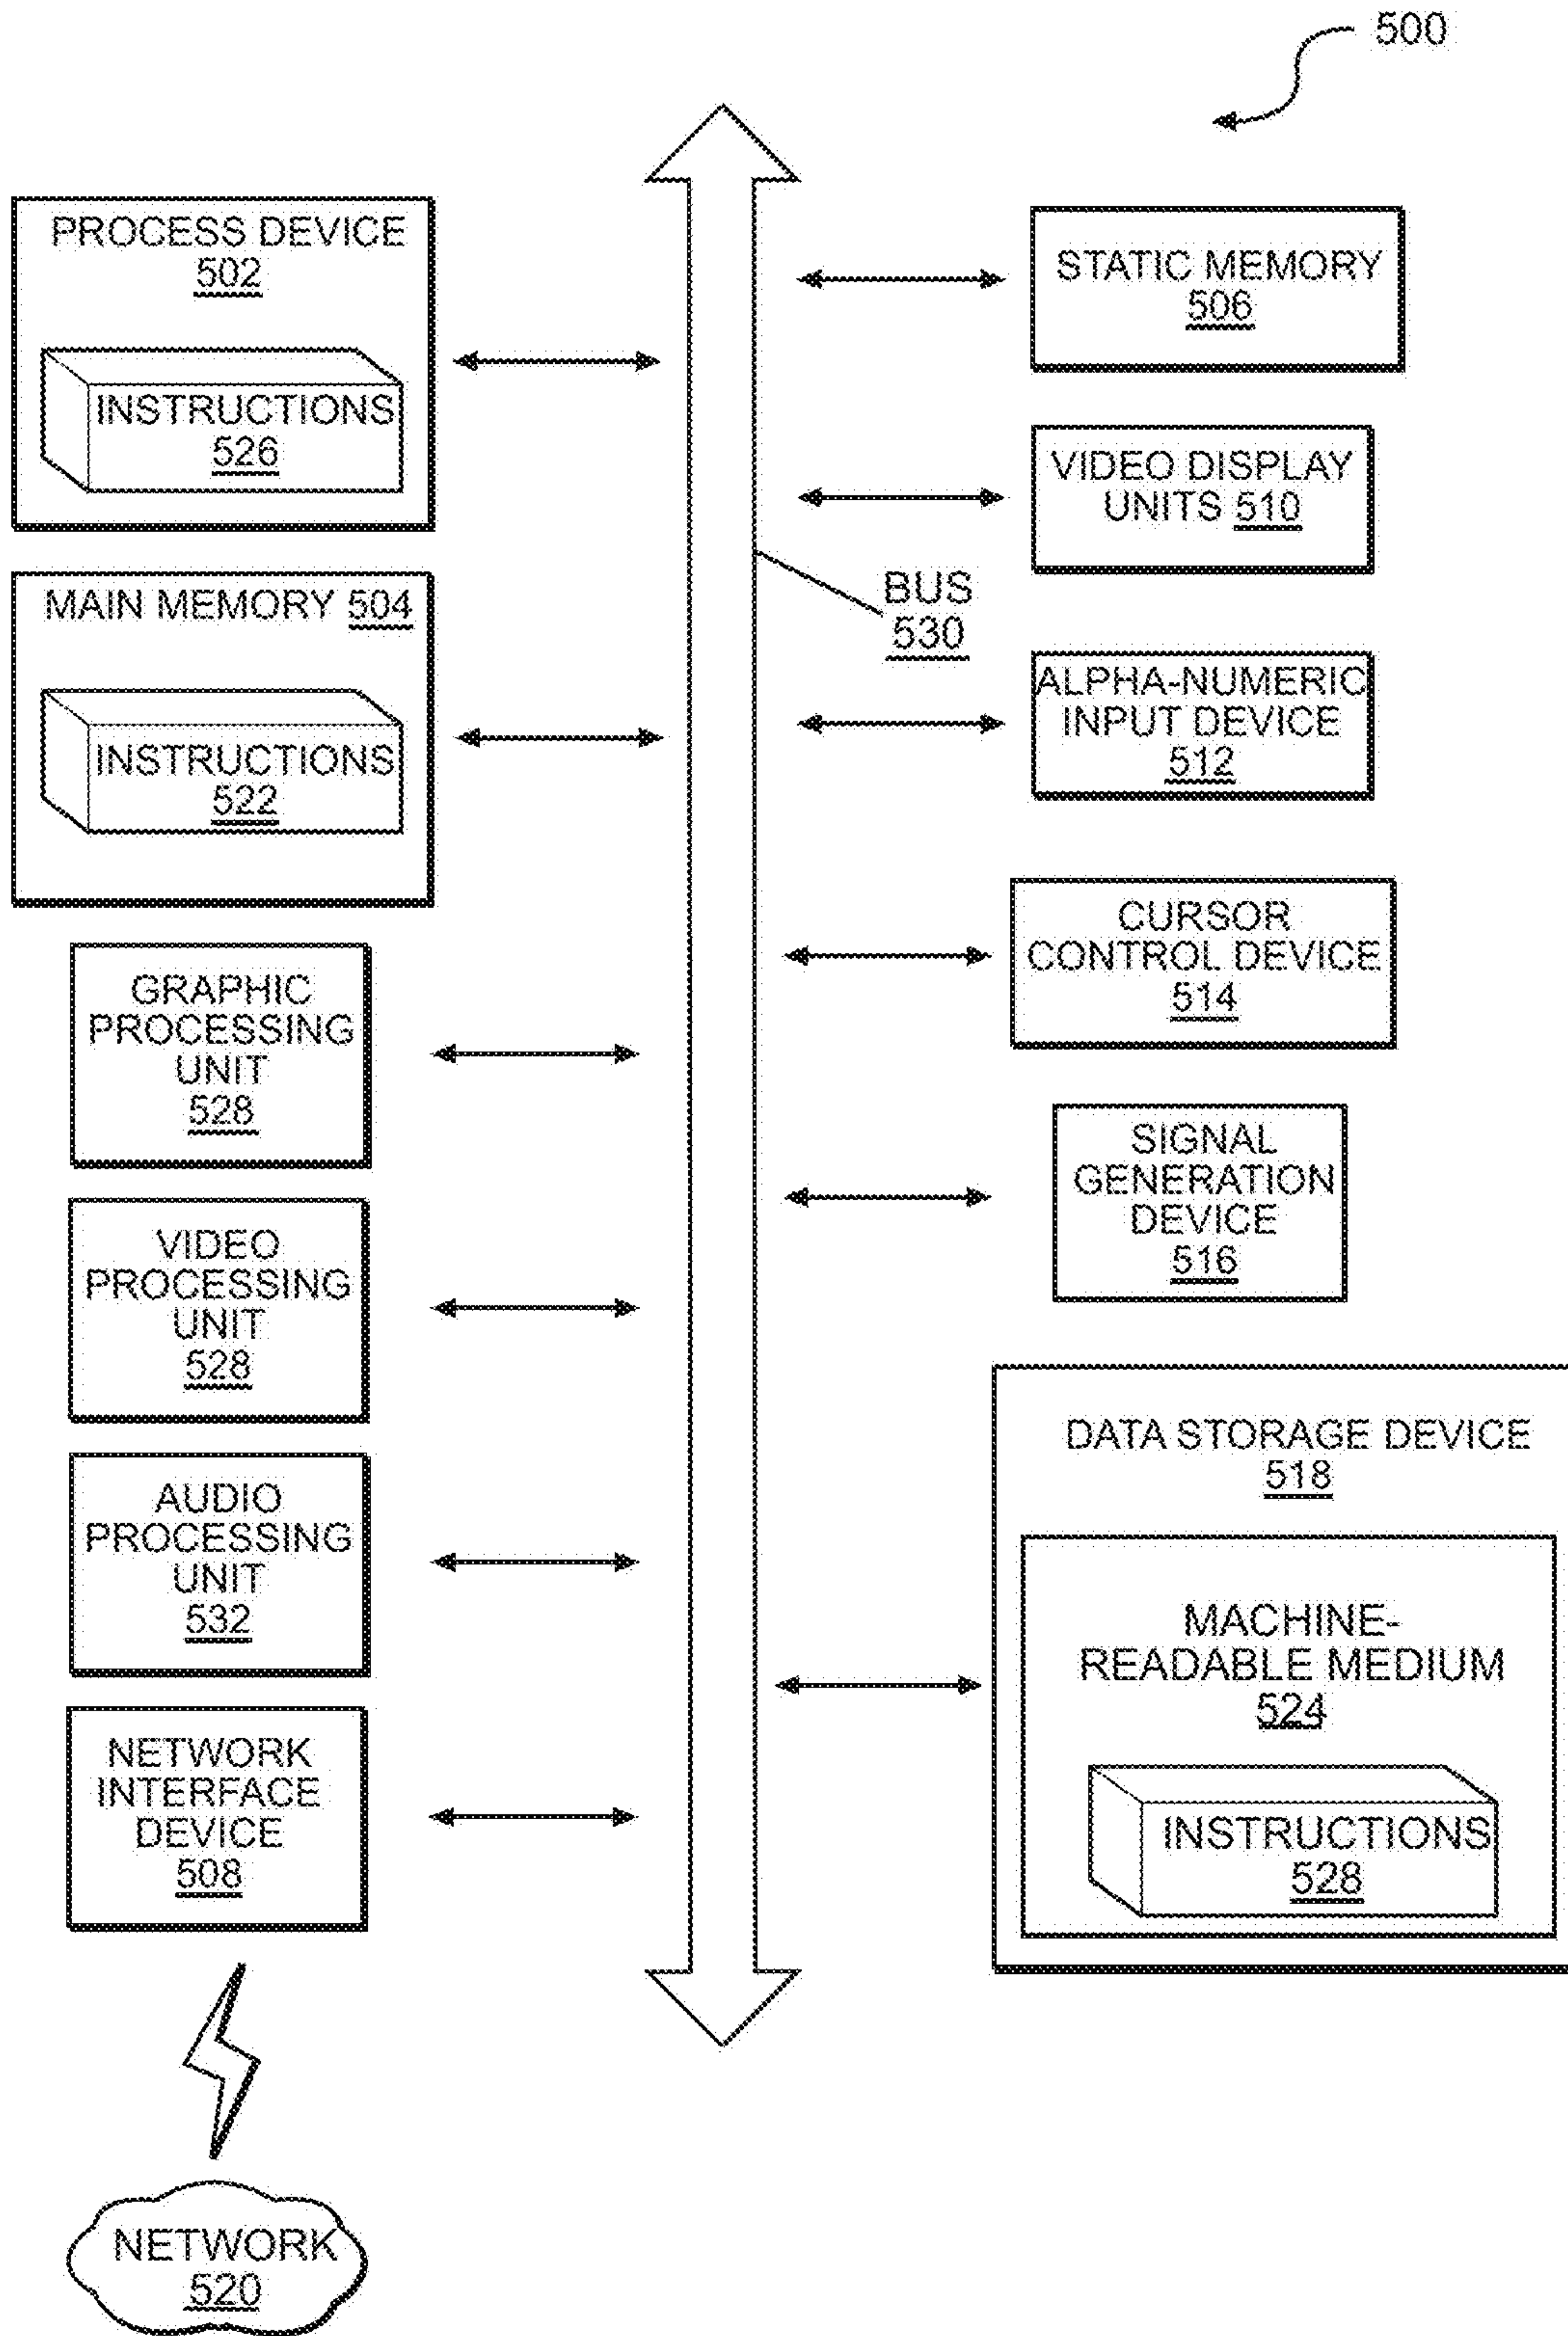 500
PROCESS DEVICE
502
INSTRUCTIONS
526
MAIN MEMORY 504
INSTRUCTIONS
522
GRAPHIC
PROCESSING
UNIT
528
VIDEO
PROCESSING
UNIT
528
AUDIO
PROCESSING
UNIT
532
NETWORK
INTERFACE
DEVICE
508
NETWORK
520
BUS
530
STATIC MEMORY
506
VIDEO DISPLAY
UNITS 510
ALPHA-NUMERIC
INPUT DEVICE
512
CURSOR
CONTROL DEVICE
514
SIGNAL
GENERATION
DEVICE
516
DATA STORAGE DEVICE
518
MACHINE-
READABLE MEDIUM
524
INSTRUCTIONS
528